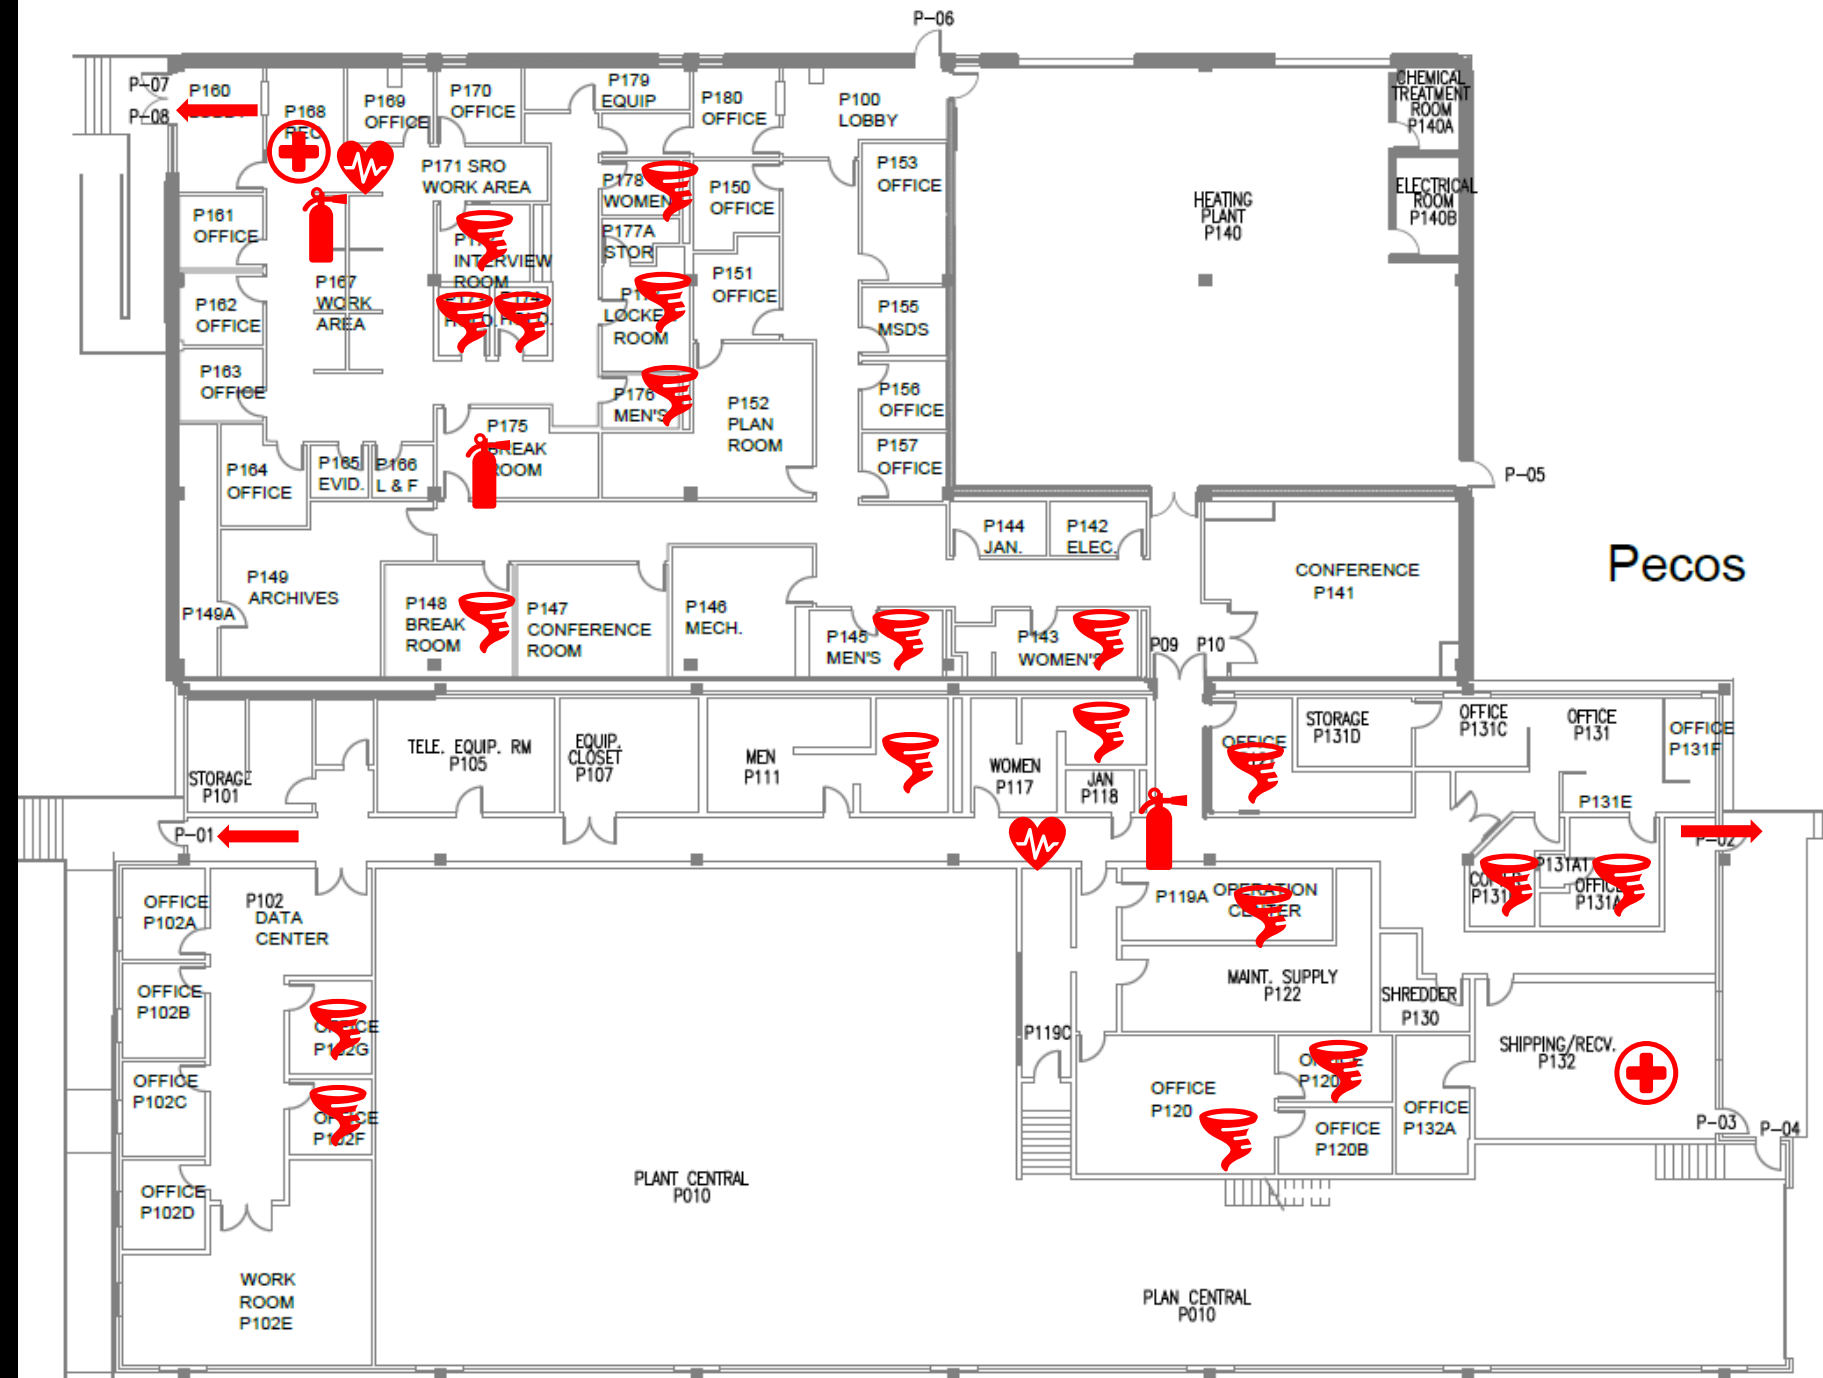 P-06
P-07
P-08
P160
P168
P169
OFFICE
P170
OFFICE
P179
EQUIP
P180
OFFICE
P100
LOBBY
CHEMICAL
TREATMENT
ROOM
P140A
P171 SRO
WORK AREA
P178
WOMEN
P150
OFFICE
P153
OFFICE
HEATING
PLANT
P140
ELECTRICAL
ROOM
P140B
P161
OFFICE
INTERVIEW
ROOM
P177A
STOR
P151
OFFICE
P162
OFFICE
P167
WORK
AREA
LOCKER
ROOM
P155
MSDS
P163
OFFICE
P176
MEN'S
P152
PLAN
ROOM
P156
OFFICE
P164
OFFICE
P165
EVID.
P166
L & F
P175
BREAK
ROOM
P157
OFFICE
P-05
P144
JAN.
P142
ELEC.
Pecos
CONFERENCE
P141
P149
ARCHIVES
P149A
P148
BREAK
ROOM
P147
CONFERENCE
ROOM
P146
MECH.
P145
MEN'S
P143
WOMEN'S
P09
P10
STORAGE
P101
TELE. EQUIP. RM
P105
EQUIP.
CLOSET
P107
MEN
P111
WOMEN
P117
JAN
P118
OFFICE
STORAGE
P131D
OFFICE
P131C
OFFICE
P131
OFFICE
P131F
P131E
P-01
P-02
OFFICE
P102A
P102
DATA
CENTER
P119A
OPERATION
CENTER
P131A1
OFFICE
P131A
OFFICE
P102B
OFFICE
P102G
P119C
MAINT. SUPPLY
P122
SHREDDER
P130
SHIPPING/RECV.
P132
OFFICE
P102C
OFFICE
P102F
OFFICE
P120
OFFICE
P120B
OFFICE
P132A
P-03
P-04
OFFICE
P102D
PLANT CENTRAL
P010
WORK
ROOM
P102E
PLAN CENTRAL
P010